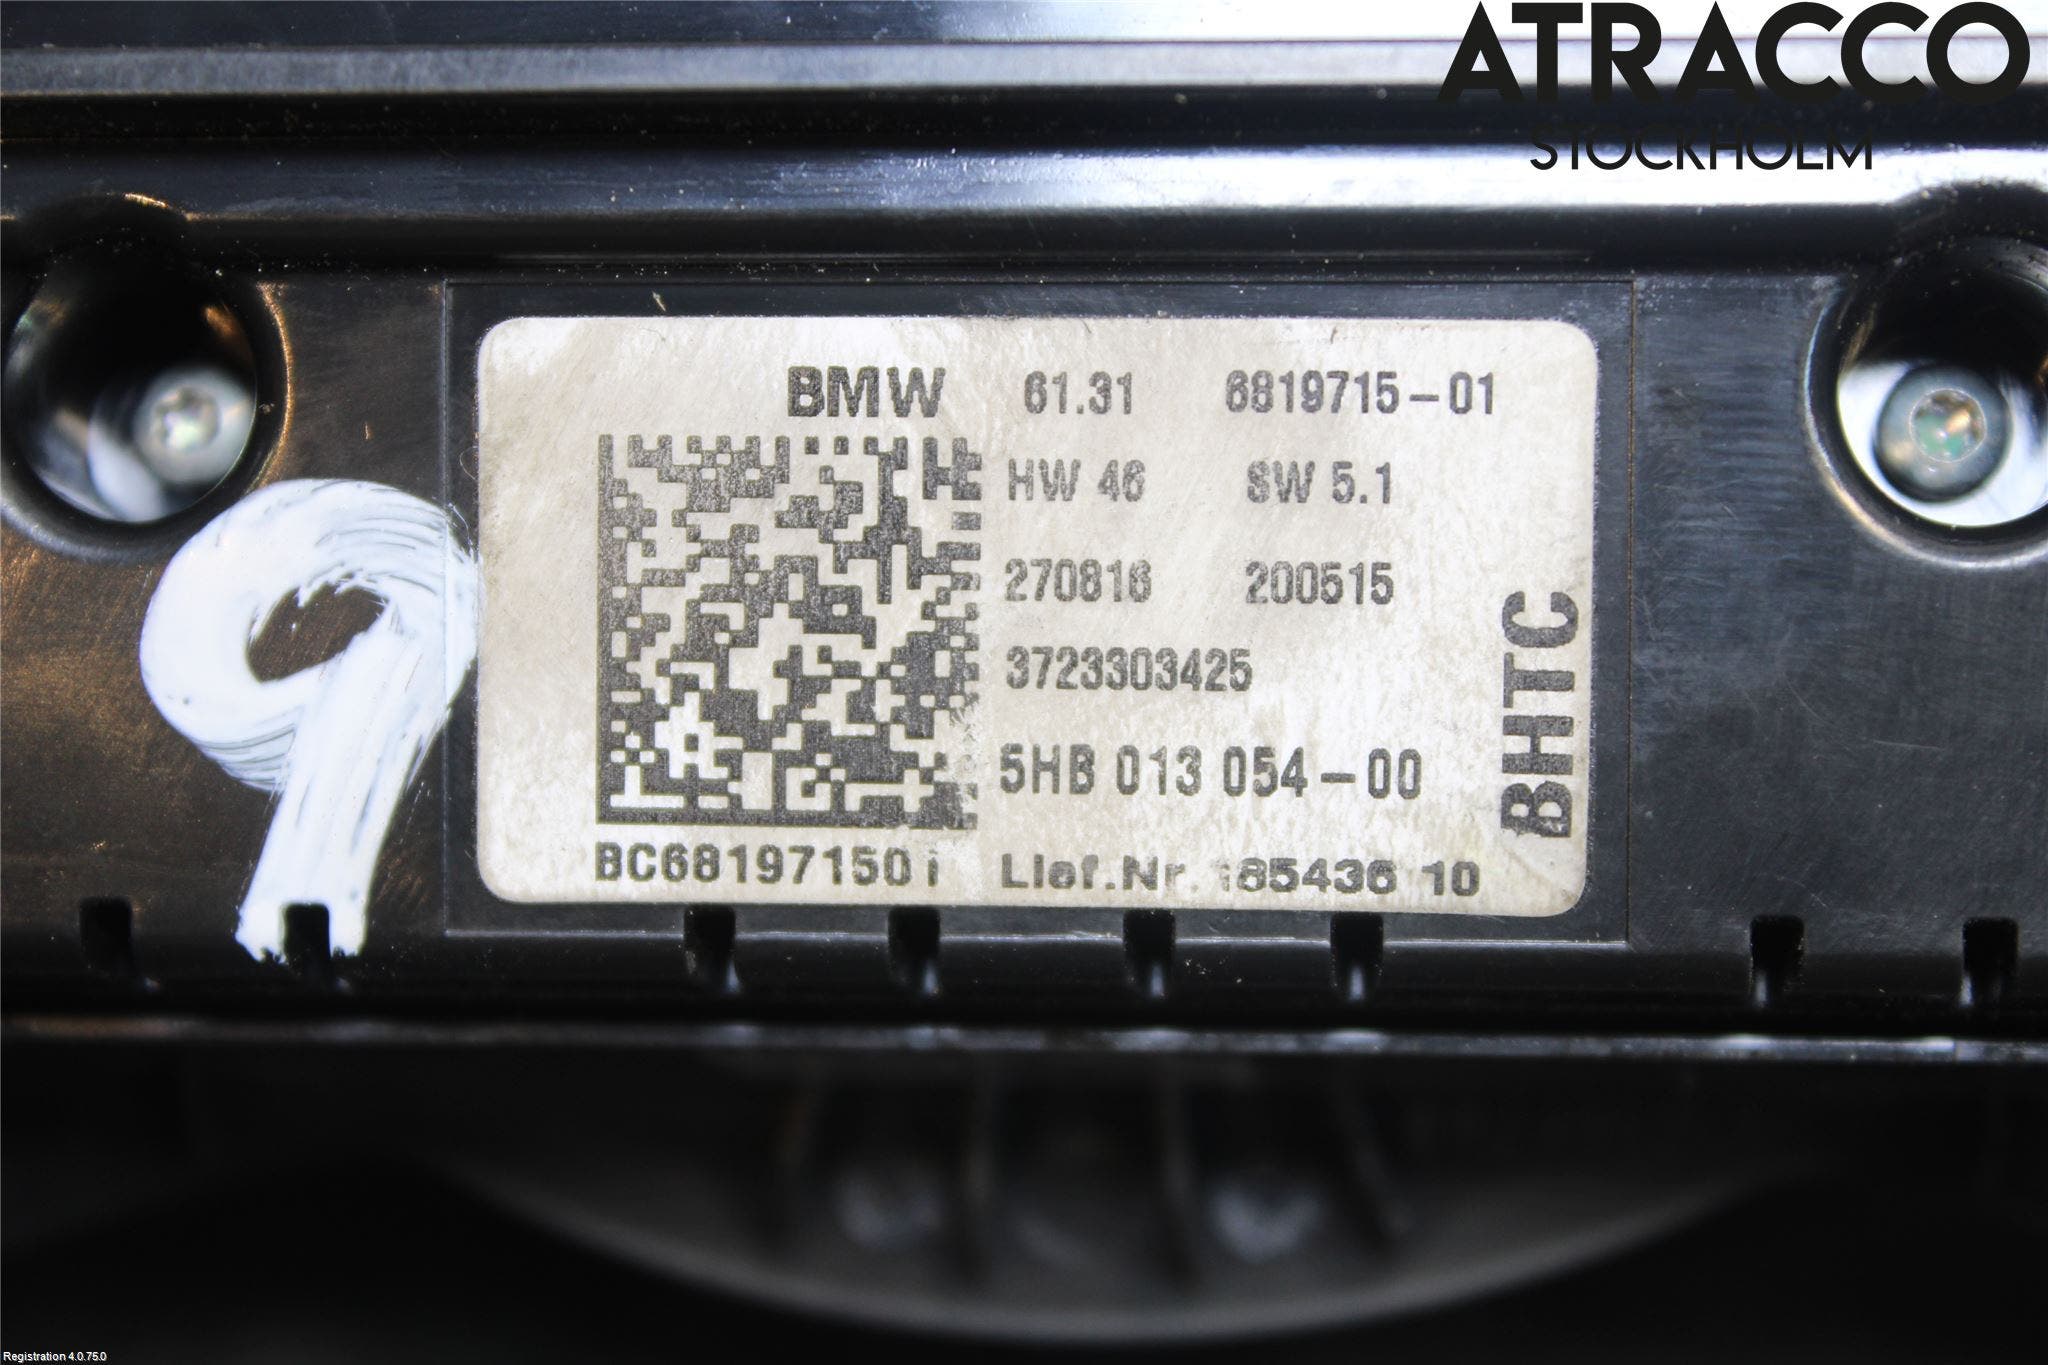 ATRACCO
STOCKHOLM
BMW 61.31 6819715-01
HW 46 SW 5.1
270816 200515
3723303425
5HB 013 054-00
BHTC
BC681971501 Lief.Nr. 185436 10
9
Registration 4.0.75.0